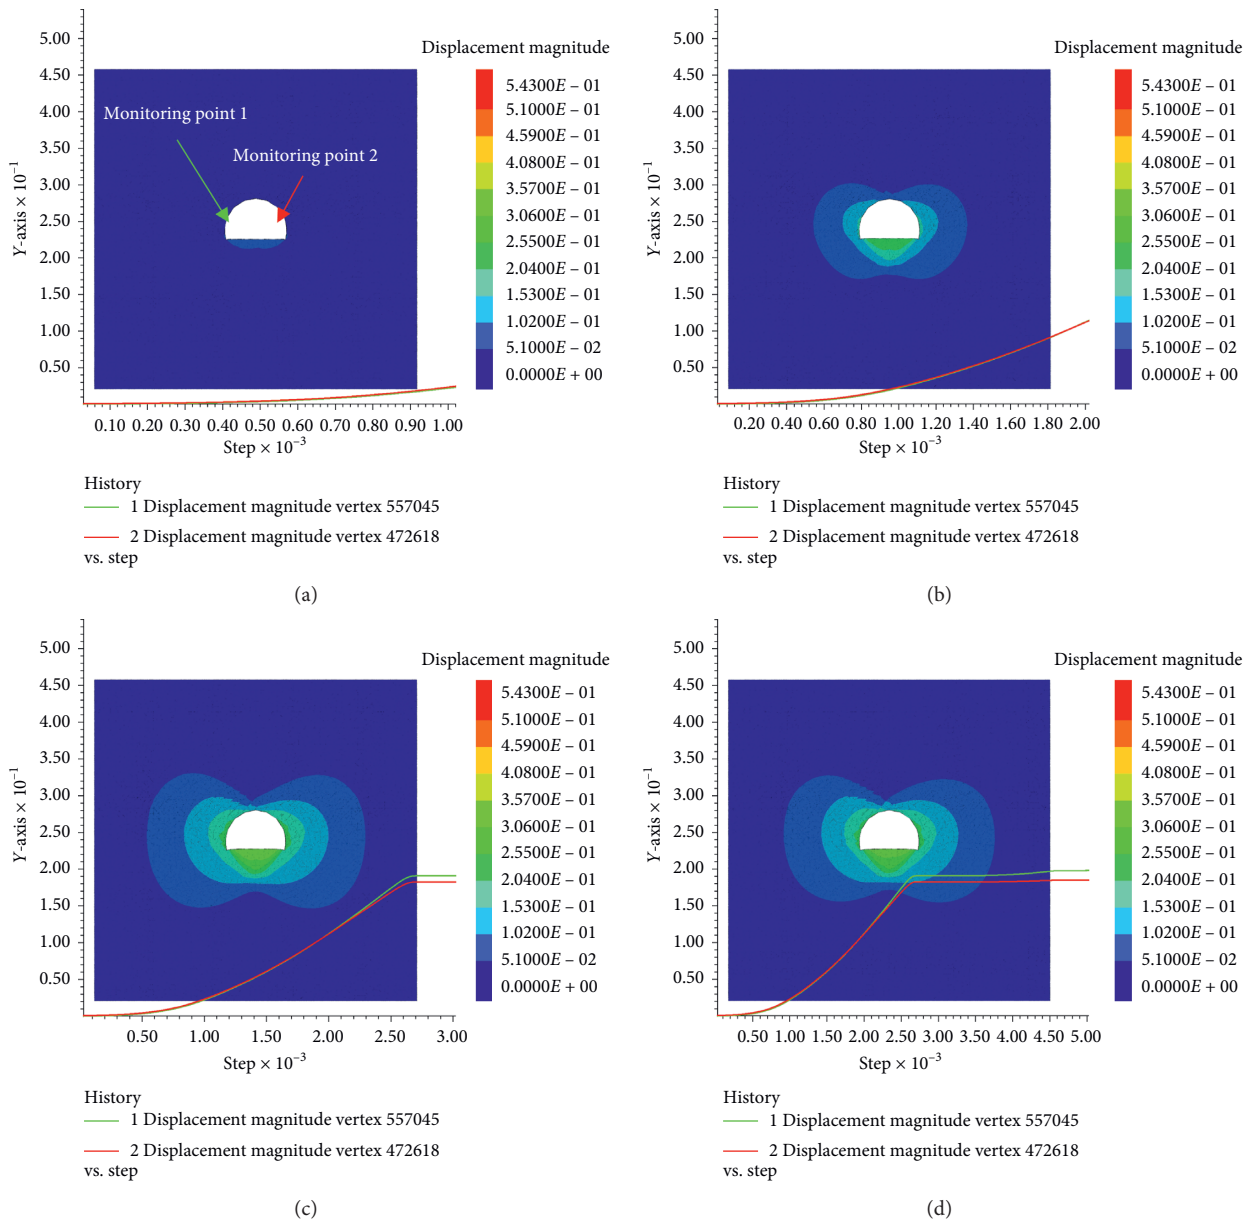 Displacement magnitude
5.00
4.50
4.00
3.50
3.00
2.50
2.00
1.50
1.00
0.50
Y-axis × 10⁻¹
Monitoring point 1
Monitoring point 2
5.4300E – 01
5.1000E – 01
4.5900E – 01
4.0800E – 01
3.5700E – 01
3.0600E – 01
2.5500E – 01
2.0400E – 01
1.5300E – 01
1.0200E – 01
5.1000E – 02
0.0000E + 00
0.10 0.20 0.30 0.40 0.50 0.60 0.70 0.80 0.90 1.00
Step × 10⁻³
History
1 Displacement magnitude vertex 557045
2 Displacement magnitude vertex 472618
vs. step
(a)
Displacement magnitude
5.00
4.50
4.00
3.50
3.00
2.50
2.00
1.50
1.00
0.50
Y-axis × 10⁻¹
5.4300E – 01
5.1000E – 01
4.5900E – 01
4.0800E – 01
3.5700E – 01
3.0600E – 01
2.5500E – 01
2.0400E – 01
1.5300E – 01
1.0200E – 01
5.1000E – 02
0.0000E + 00
0.20 0.40 0.60 0.80 1.00 1.20 1.40 1.60 1.80 2.00
Step × 10⁻³
History
1 Displacement magnitude vertex 557045
2 Displacement magnitude vertex 472618
vs. step
(b)
Displacement magnitude
5.00
4.50
4.00
3.50
3.00
2.50
2.00
1.50
1.00
0.50
Y-axis × 10⁻¹
5.4300E – 01
5.1000E – 01
4.5900E – 01
4.0800E – 01
3.5700E – 01
3.0600E – 01
2.5500E – 01
2.0400E – 01
1.5300E – 01
1.0200E – 01
5.1000E – 02
0.0000E + 00
0.50 1.00 1.50 2.00 2.50 3.00
Step × 10⁻³
History
1 Displacement magnitude vertex 557045
2 Displacement magnitude vertex 472618
vs. step
(c)
Displacement magnitude
5.00
4.50
4.00
3.50
3.00
2.50
2.00
1.50
1.00
0.50
Y-axis × 10⁻¹
5.4300E – 01
5.1000E – 01
4.5900E – 01
4.0800E – 01
3.5700E – 01
3.0600E – 01
2.5500E – 01
2.0400E – 01
1.5300E – 01
1.0200E – 01
5.1000E – 02
0.0000E + 00
0.50 1.00 1.50 2.00 2.50 3.00 3.50 4.00 4.50 5.00
Step × 10⁻³
History
1 Displacement magnitude vertex 557045
2 Displacement magnitude vertex 472618
vs. step
(d)